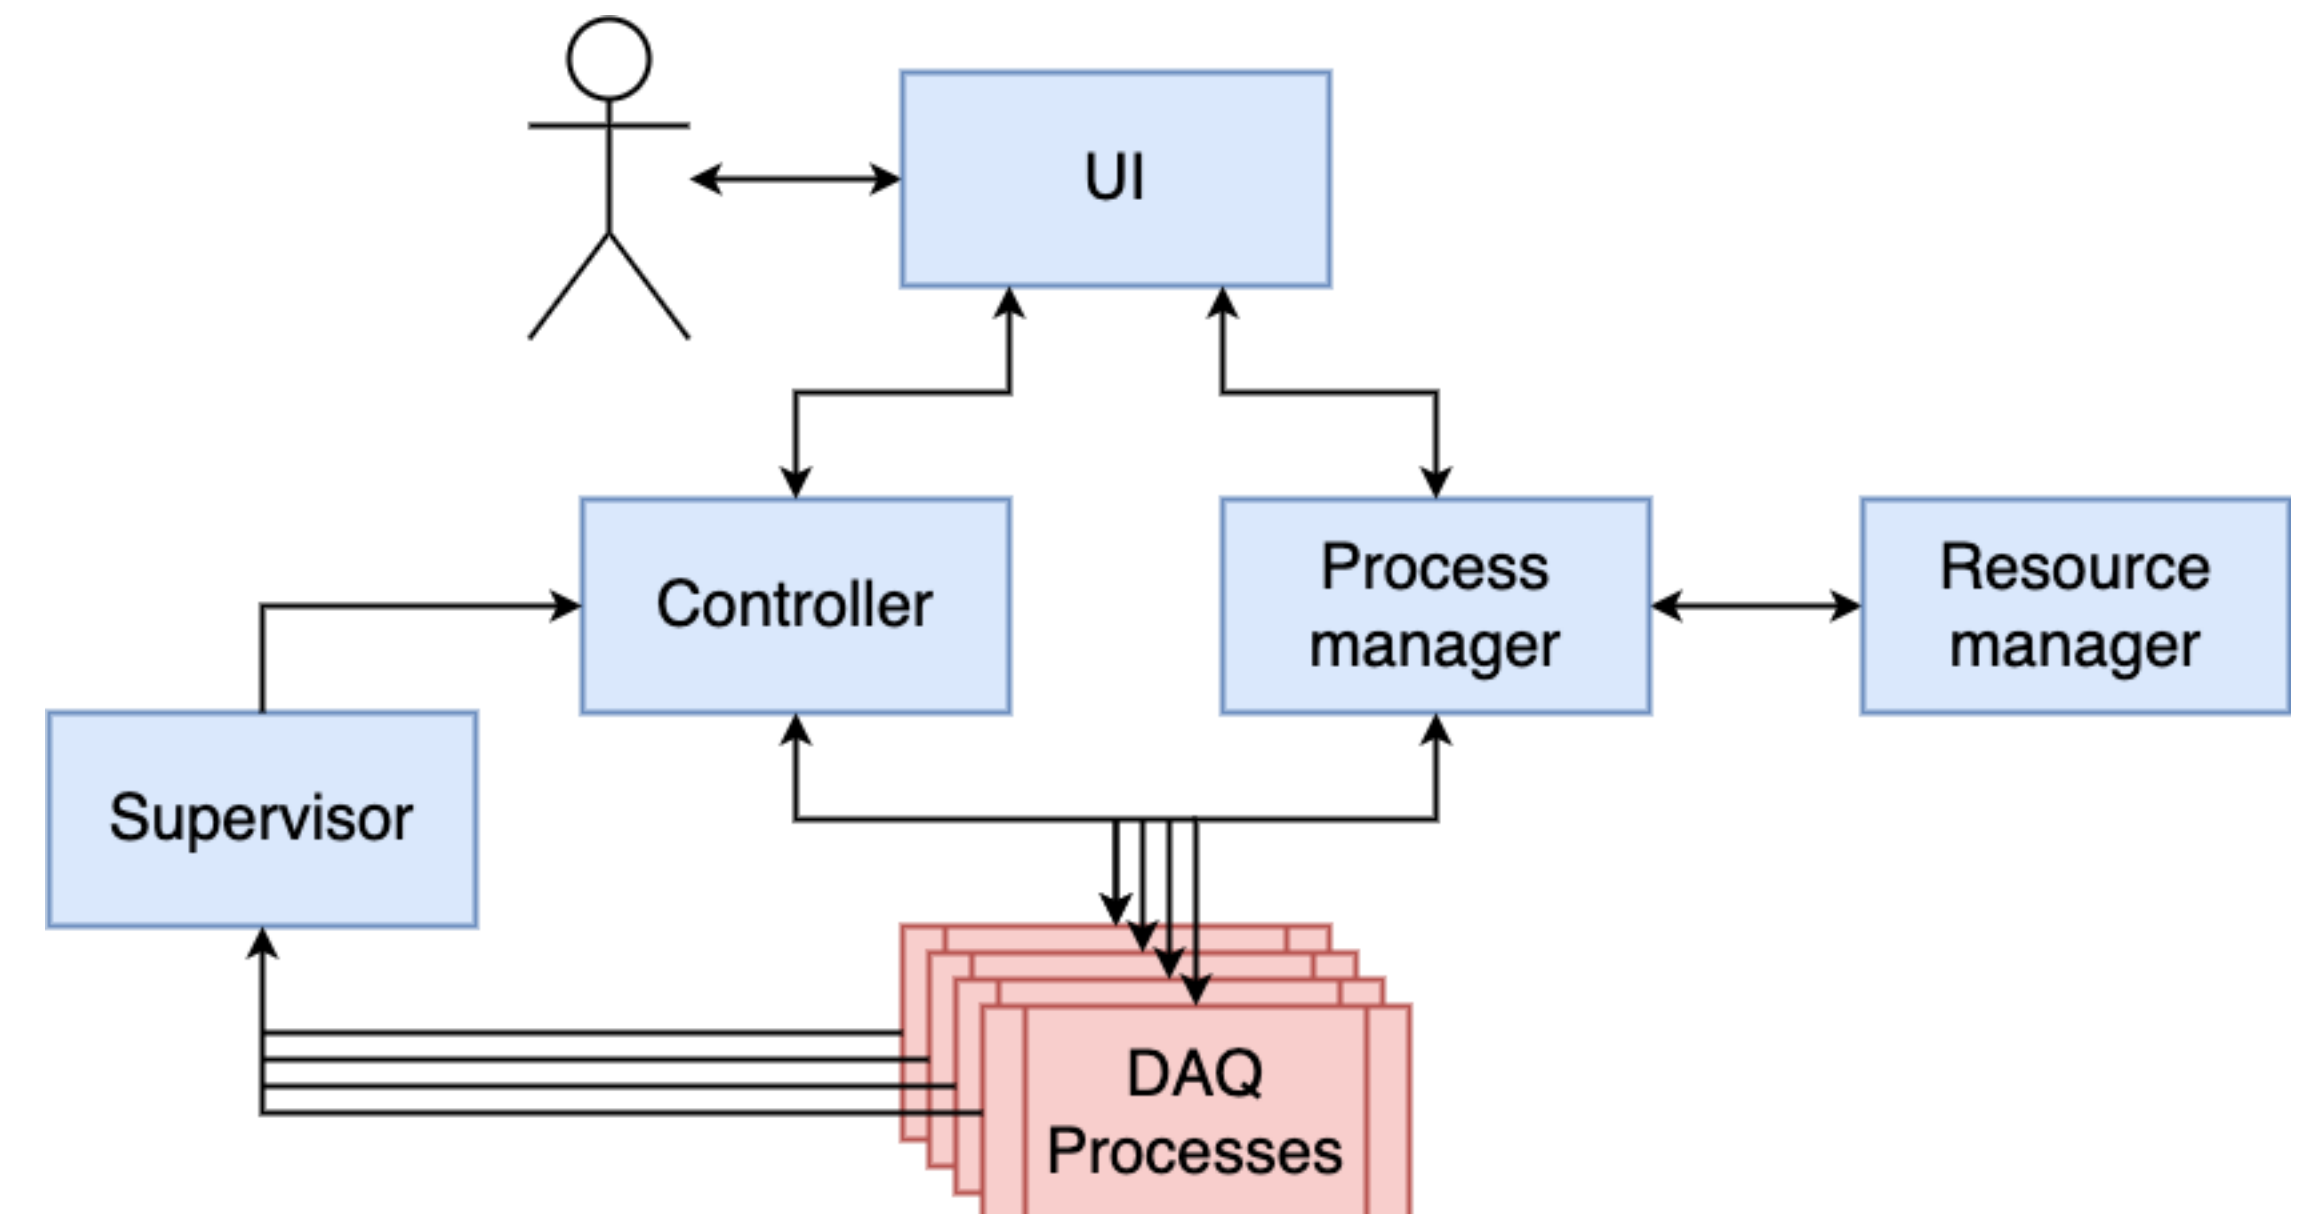 UI
Controller
Process
manager
Resource
manager
Supervisor
DAQ
Processes